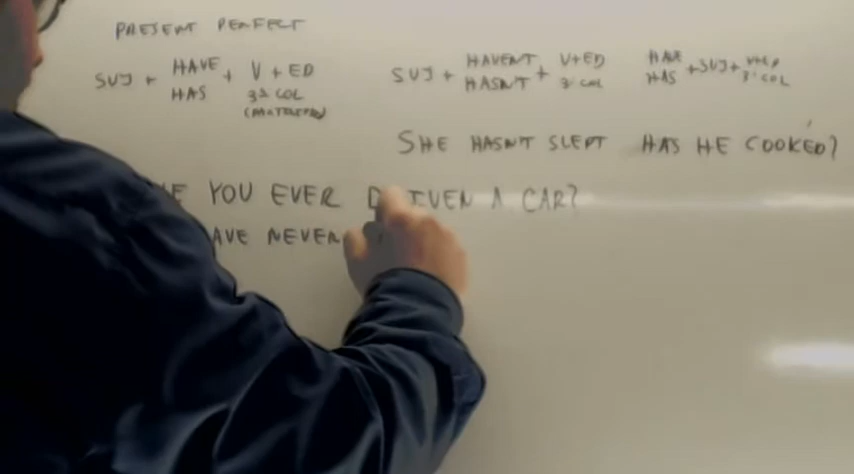 PRESENT PERFECT
SUJ + HAVE HAS + V + ED 3ª COL (PARTICIPIO)
SUJ + HAVEN'T HASN'T + V+ED 3ª COL
HAVE HAS + SUJ + V+ED 3ª COL
SHE HASN'T SLEPT HAS HE COOKED?
YOU EVER DRIVEN A CAR?
AVE NEVER